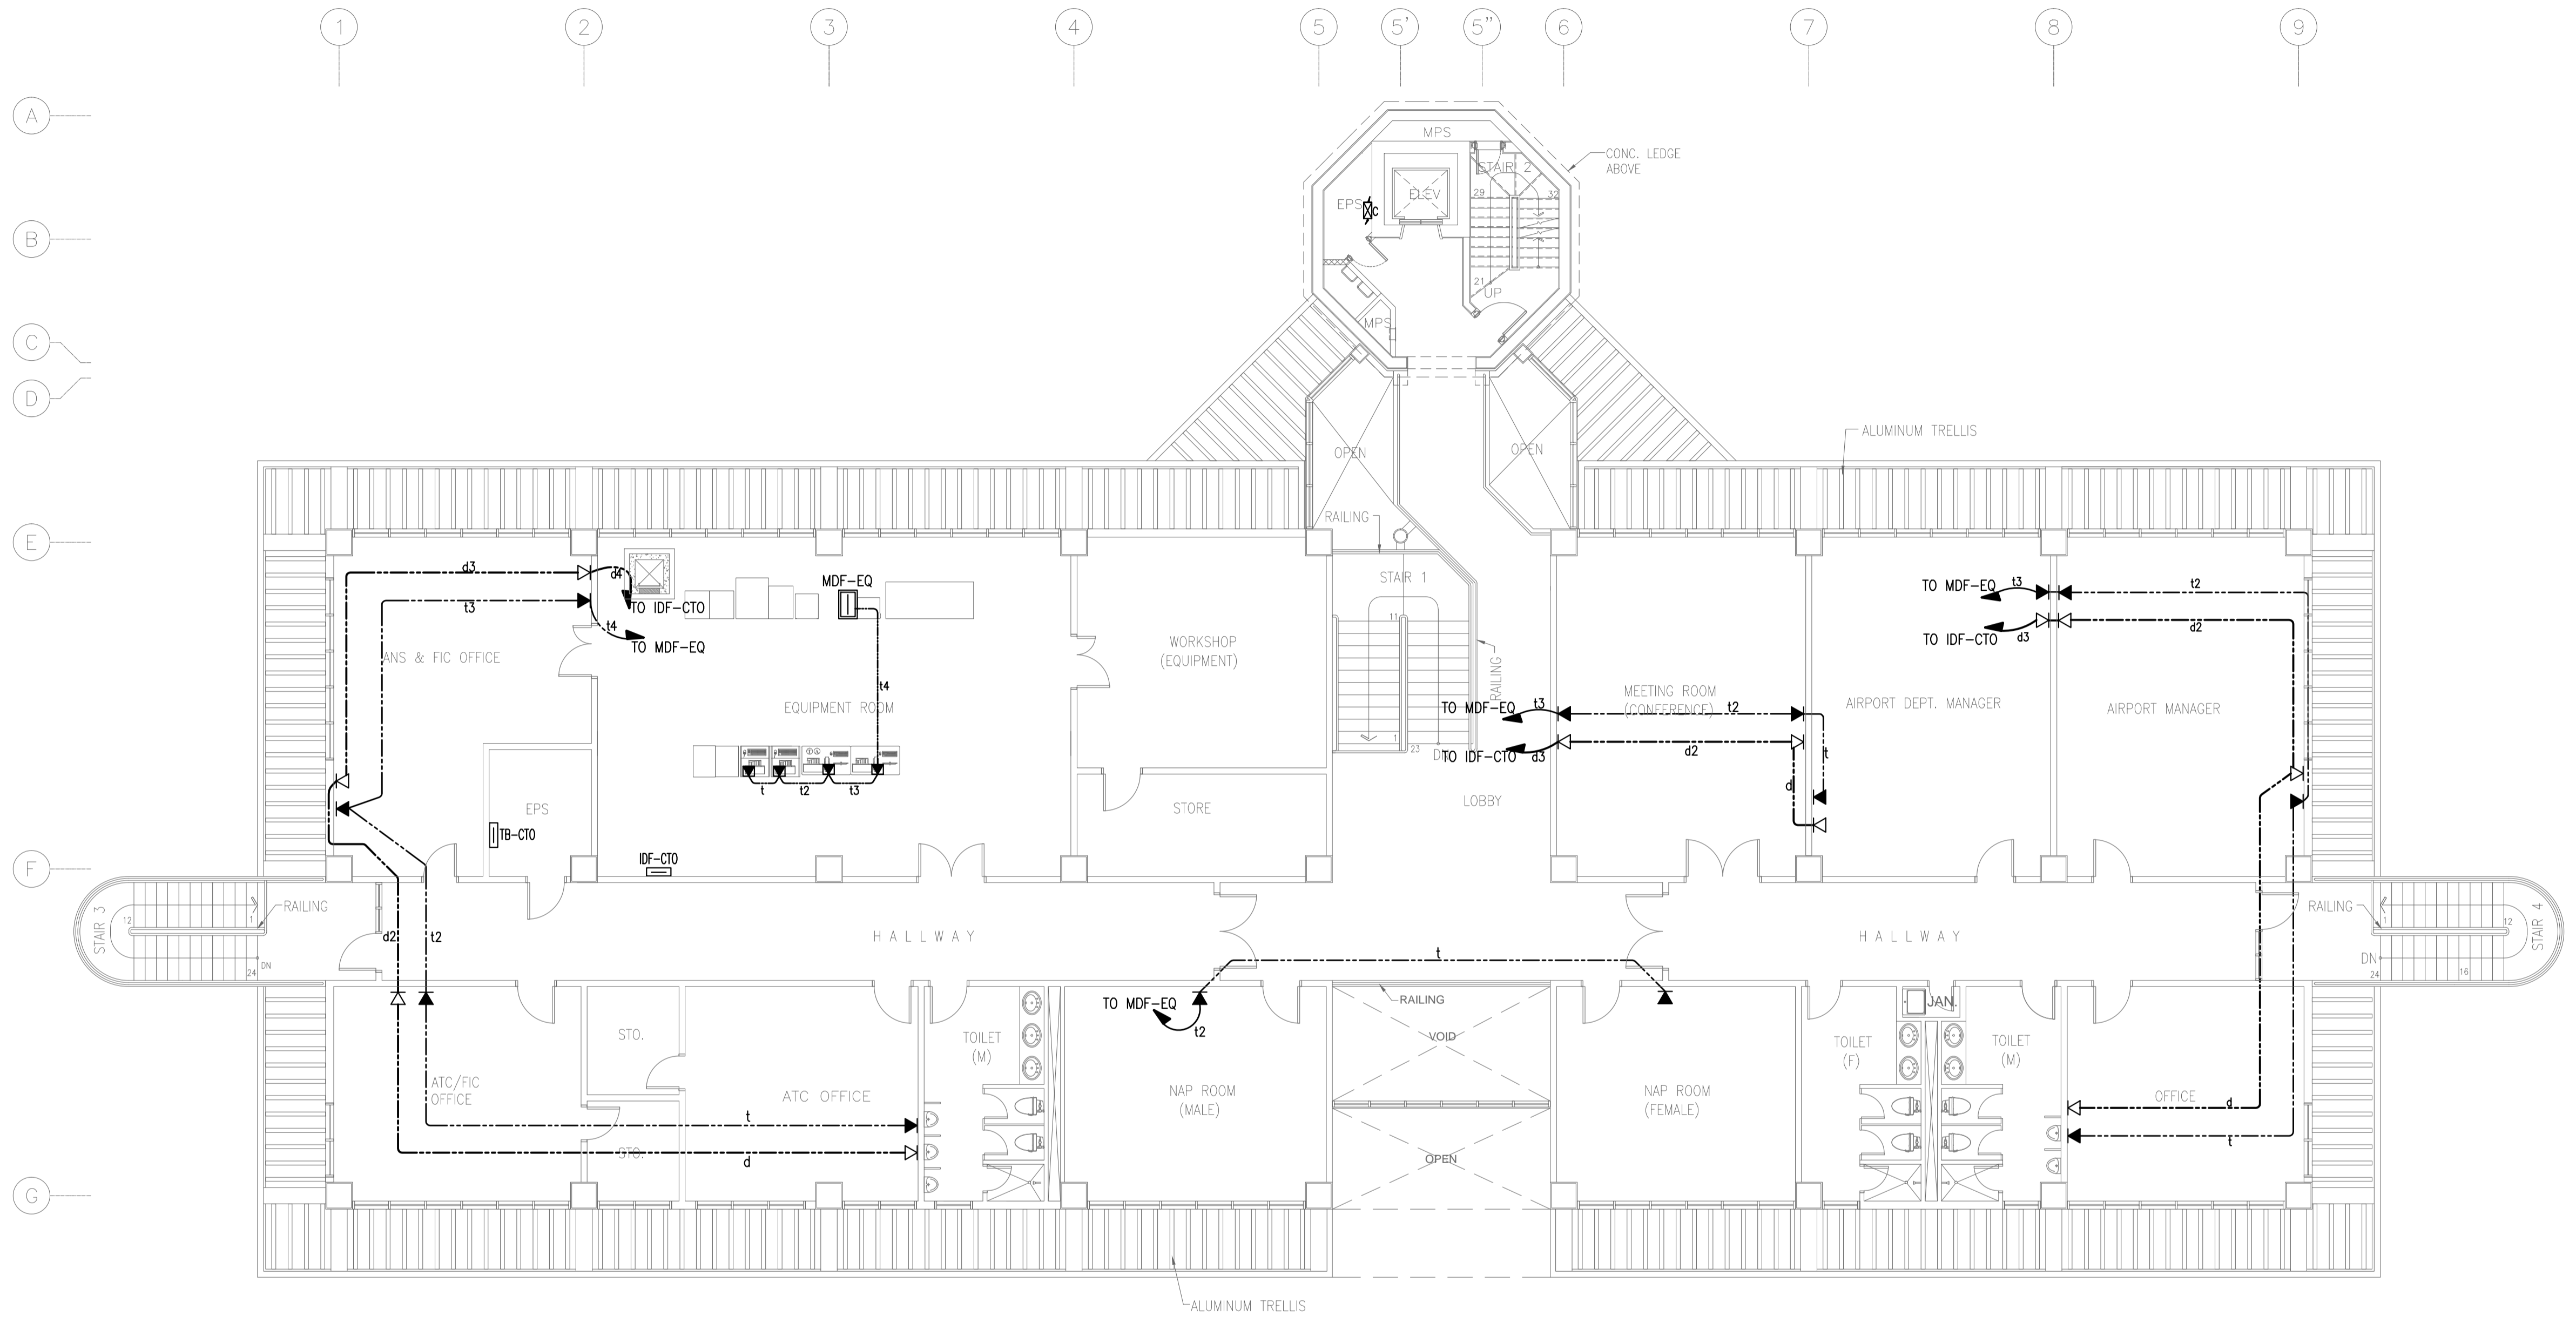 1
2
3
4
5
5'
5"
6
7
8
9
A
B
C
D
E
F
G
MPS
CONC. LEDGE
ABOVE
STAIR 2
ELEV
29
32
EPS
C
21
UP
MPS
OPEN
OPEN
ALUMINUM TRELLIS
RAILING
STAIR 1
11
1
23
DN
RAILING
d3
d4
TO IDF-CTO
t3
t4
TO MDF-EQ
ANS & FIC OFFICE
MDF-EQ
t4
EQUIPMENT ROOM
t
t2
t3
WORKSHOP
(EQUIPMENT)
STORE
EPS
TB-CTO
IDF-CTO
LOBBY
TO MDF-EQ
t3
TO IDF-CTO
d3
MEETING ROOM
(CONFERENCE)
t2
d2
t
d
AIRPORT DEPT. MANAGER
TO MDF-EQ
t3
TO IDF-CTO
d3
t2
d2
AIRPORT MANAGER
STAIR 3
12
1
RAILING
24
DN
d2
t2
HALLWAY
HALLWAY
t
RAILING
STAIR 4
1
12
DN
24
16
TO MDF-EQ
t2
RAILING
VOID
OPEN
STO.
STO.
ATC/FIC
OFFICE
ATC OFFICE
t
d
TOILET
(M)
NAP ROOM
(MALE)
NAP ROOM
(FEMALE)
TOILET
(F)
JAN.
TOILET
(M)
OFFICE
d
t
ALUMINUM TRELLIS